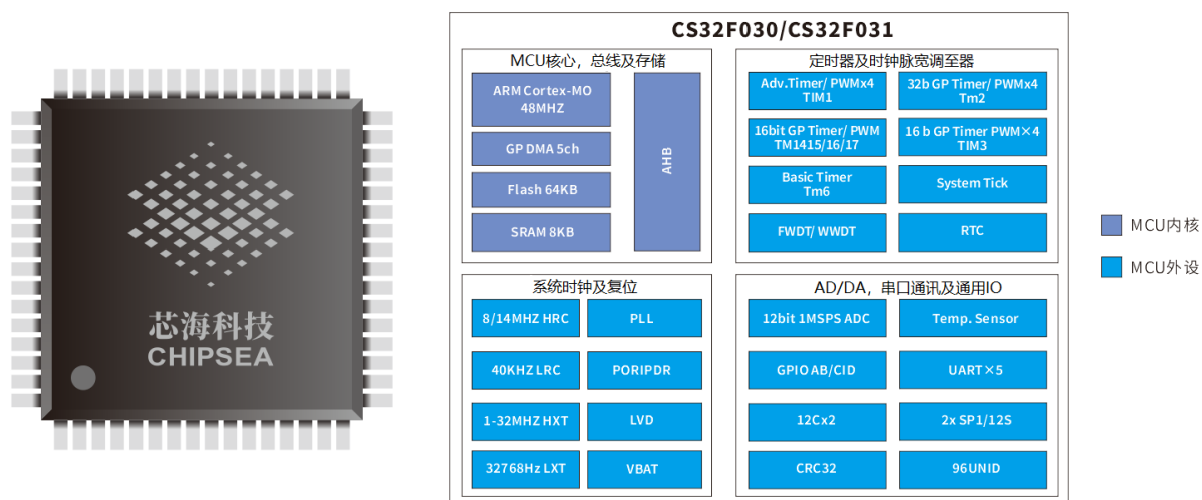 芯海科技
CHIPSEA
CS32F030/CS32F031
MCU核心，总线及存储
ARM Cortex-MO
48MHZ
GP DMA 5ch
Flash 64KB
SRAM 8KB
AHB
定时器及时钟脉宽调至器
Adv.Timer/ PWMx4
TIM1
32b GP Timer/ PWMx4
Tm2
16bit GP Timer/ PWM
TM1415/16/17
16 b GP Timer PWM×4
TIM3
Basic Timer
Tm6
System Tick
FWDT/ WWDT
RTC
系统时钟及复位
8/14MHZ HRC
PLL
40KHZ LRC
PORIPDR
1-32MHZ HXT
LVD
32768Hz LXT
VBAT
AD/DA，串口通讯及通用IO
12bit 1MSPS ADC
Temp. Sensor
GPIO AB/CID
UART×5
12Cx2
2x SP1/12S
CRC32
96UNID
MCU内核
MCU外设